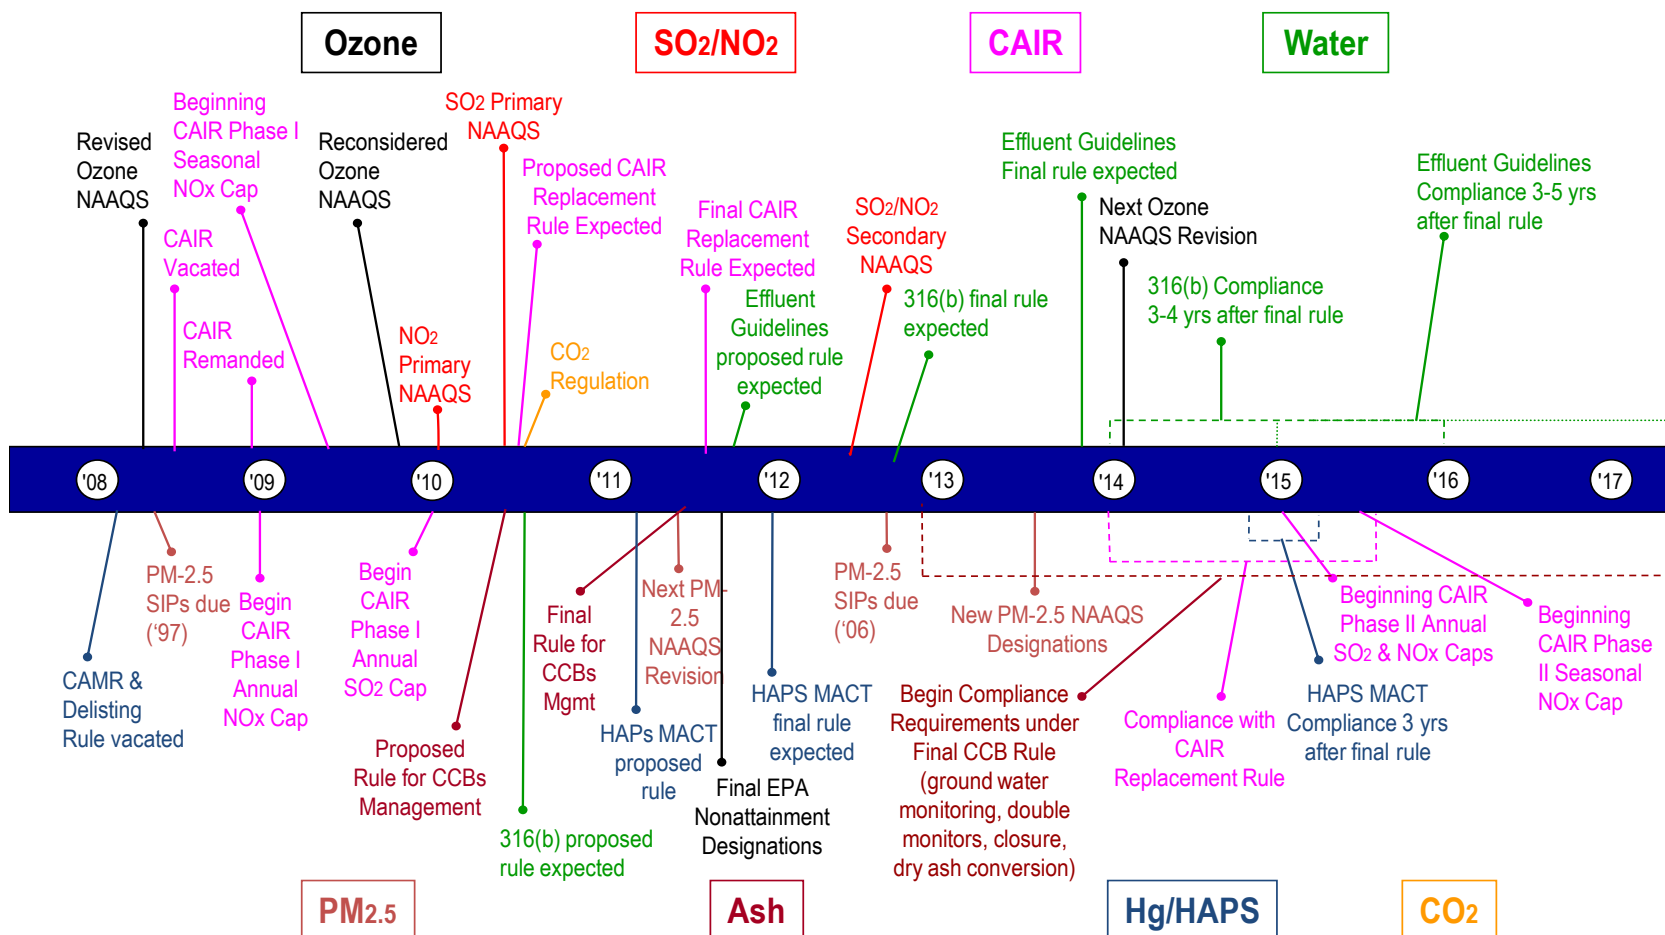 Ozone
SO2/NO2
CAIR
Water
Revised
Ozone
NAAQS
Beginning
CAIR Phase I
Seasonal
NOx Cap
CAIR
Vacated
CAIR
Remanded
Reconsidered
Ozone
NAAQS
NO2
Primary
NAAQS
SO2 Primary
NAAQS
Proposed CAIR
Replacement
Rule Expected
CO2
Regulation
Final CAIR
Replacement
Rule Expected
Effluent
Guidelines
proposed rule
expected
SO2/NO2
Secondary
NAAQS
316(b) final rule
expected
Effluent Guidelines
Final rule expected
Next Ozone
NAAQS Revision
316(b) Compliance
3-4 yrs after final rule
Effluent Guidelines
Compliance 3-5 yrs
after final rule
'08
'09
'10
'11
'12
'13
'14
'15
'16
'17
CAMR &
Delisting
Rule vacated
PM-2.5
SIPs due
(‘97)
Begin
CAIR
Phase I
Annual
NOx Cap
Begin
CAIR
Phase I
Annual
SO2 Cap
Proposed
Rule for CCBs
Management
316(b) proposed
rule expected
Final
Rule for
CCBs
Mgmt
HAPs MACT
proposed
rule
Next PM-
2.5
NAAQS
Revision
Final EPA
Nonattainment
Designations
HAPS MACT
final rule
expected
PM-2.5
SIPs due
(‘06)
New PM-2.5 NAAQS
Designations
Begin Compliance
Requirements under
Final CCB Rule
(ground water
monitoring, double
monitors, closure,
dry ash conversion)
Compliance with
CAIR
Replacement Rule
Beginning CAIR
Phase II Annual
SO2 & NOx Caps
HAPS MACT
Compliance 3 yrs
after final rule
Beginning
CAIR Phase
II Seasonal
NOx Cap
PM2.5
Ash
Hg/HAPS
CO2